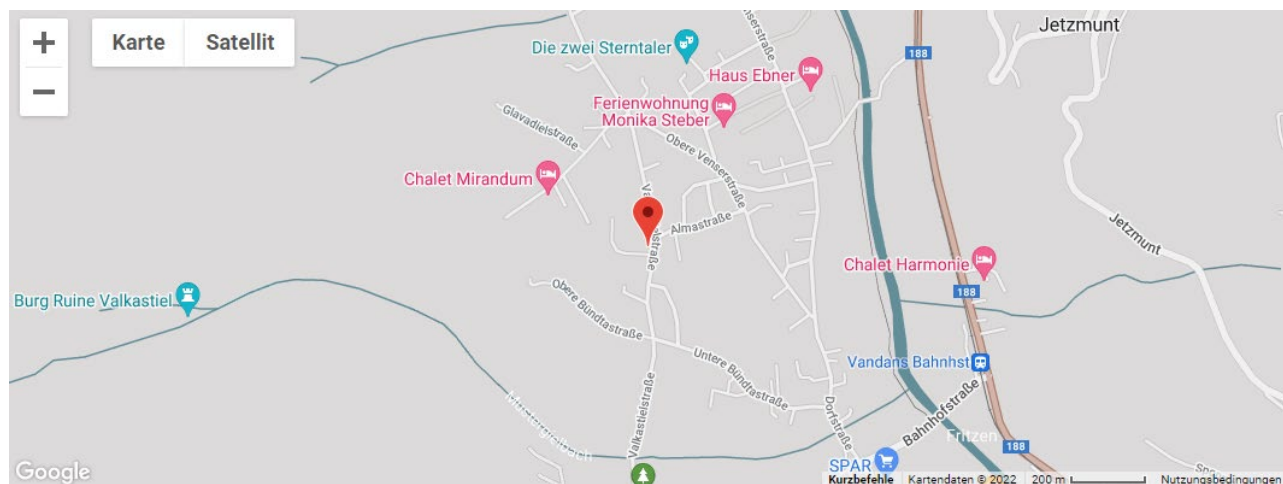 +
−
Karte
Satellit
Die zwei Sterntaler
Venserstraße
188
Jetzmunt
Haus Ebner
Ferienwohnung
Monika Steber
Glavadielstraße
Obere Venserstraße
Chalet Mirandum
Almastraße
Jetzmunt
Chalet Harmonie
188
Burg Ruine Valkastiel
Obere Bündtastraße
Untere Bündtastraße
Vandans Bahnhst
Valkastielstraße
Mustergielbach
Dorfstraße
Bahnhofstraße
Fritzen
188
SPAR
Google
Kurzbefehle
Kartendaten © 2022
200 m
Nutzungsbedingungen